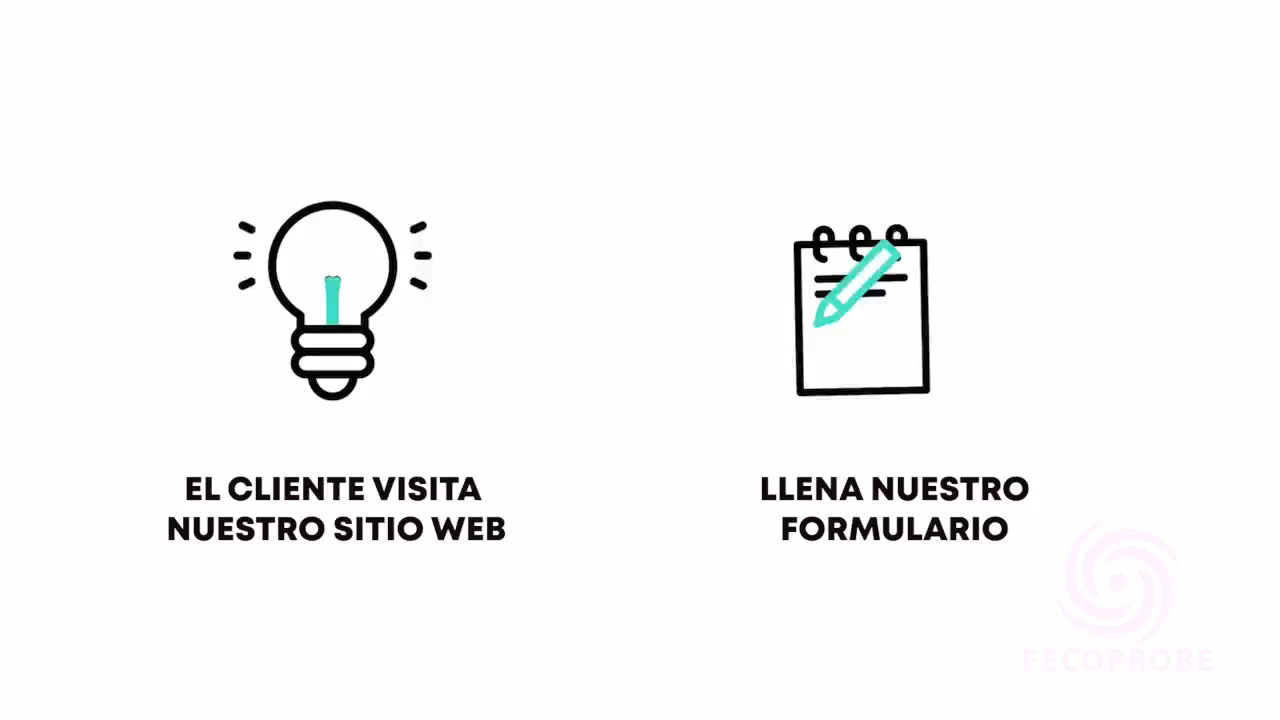 EL CLIENTE VISITA
NUESTRO SITIO WEB
LLENA NUESTRO
FORMULARIO
FECOPROBE